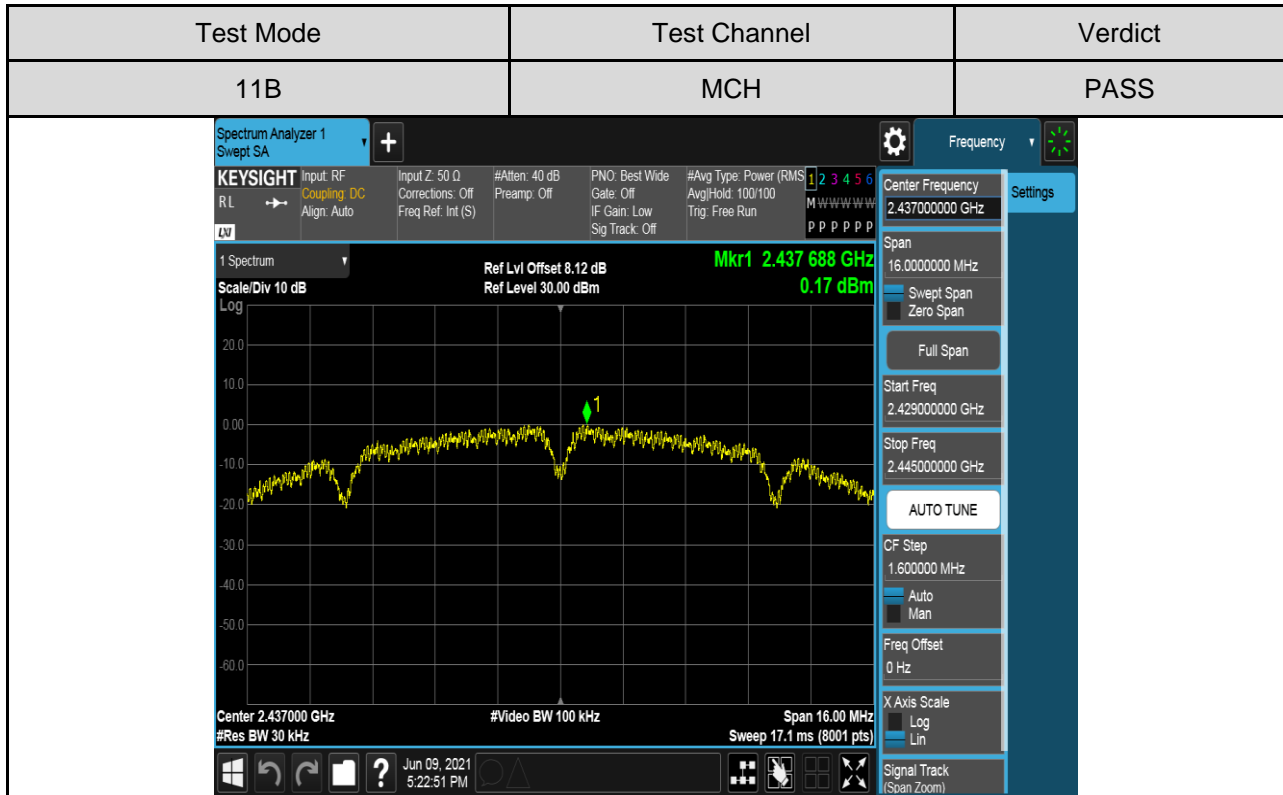 Test Mode Test Channel Verdict
11B MCH PASS
Spectrum Analyzer 1
Swept SA
+
Frequency
KEYSIGHT
RL
LXI
Input: RF
Coupling: DC
Align: Auto
Input Z: 50 Ω
Corrections: Off
Freq Ref: Int (S)
#Atten: 40 dB
Preamp: Off
PNO: Best Wide
Gate: Off
IF Gain: Low
Sig Track: Off
#Avg Type: Power (RMS
Avg|Hold: 100/100
Trig: Free Run
1 2 3 4 5 6
M W W W W W
P P P P P P
1 Spectrum
Scale/Div 10 dB
Log
Ref Lvl Offset 8.12 dB
Ref Level 30.00 dBm
Mkr1 2.437 688 GHz
0.17 dBm
20.0
10.0
0.00
-10.0
-20.0
-30.0
-40.0
-50.0
-60.0
1
Center 2.437000 GHz
#Res BW 30 kHz
#Video BW 100 kHz
Span 16.00 MHz
Sweep 17.1 ms (8001 pts)
Center Frequency
2.437000000 GHz
Settings
Span
16.0000000 MHz
Swept Span
Zero Span
Full Span
Start Freq
2.429000000 GHz
Stop Freq
2.445000000 GHz
AUTO TUNE
CF Step
1.600000 MHz
Auto
Man
Freq Offset
0 Hz
X Axis Scale
Log
Lin
Signal Track
(Span Zoom)
?
Jun 09, 2021
5:22:51 PM